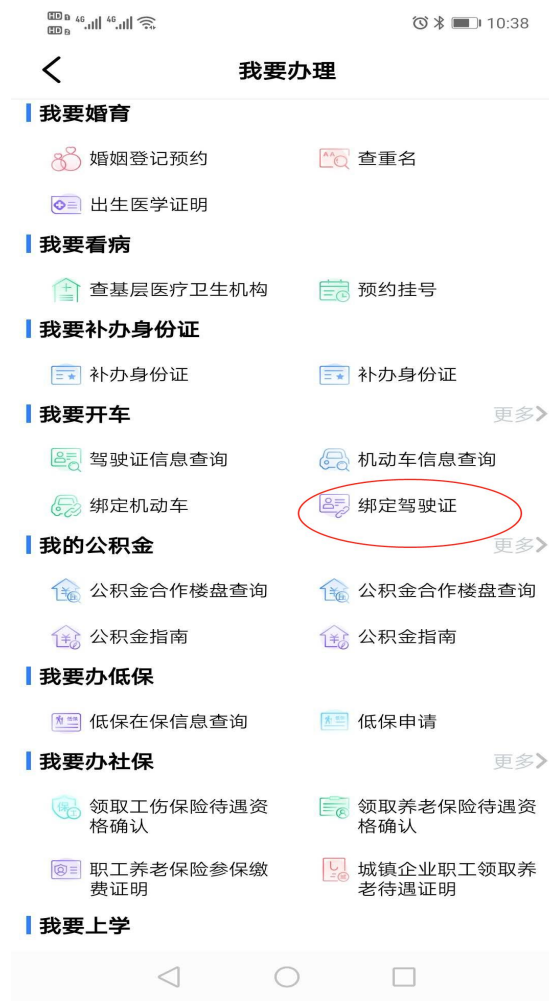 HD 4G 4G 10:38
HD
我要办理
我要婚育
婚姻登记预约 查重名
出生医学证明
我要看病
查基层医疗卫生机构 预约挂号
我要补办身份证
补办身份证 补办身份证
我要开车 更多
驾驶证信息查询 机动车信息查询
绑定机动车 绑定驾驶证
我的公积金 更多
公积金合作楼盘查询 公积金合作楼盘查询
公积金指南 公积金指南
我要办低保
低保在保信息查询 低保申请
我要办社保 更多
领取工伤保险待遇资 领取养老保险待遇资
格确认 格确认
职工养老保险参保缴 城镇企业职工领取养
费证明 老待遇证明
我要上学